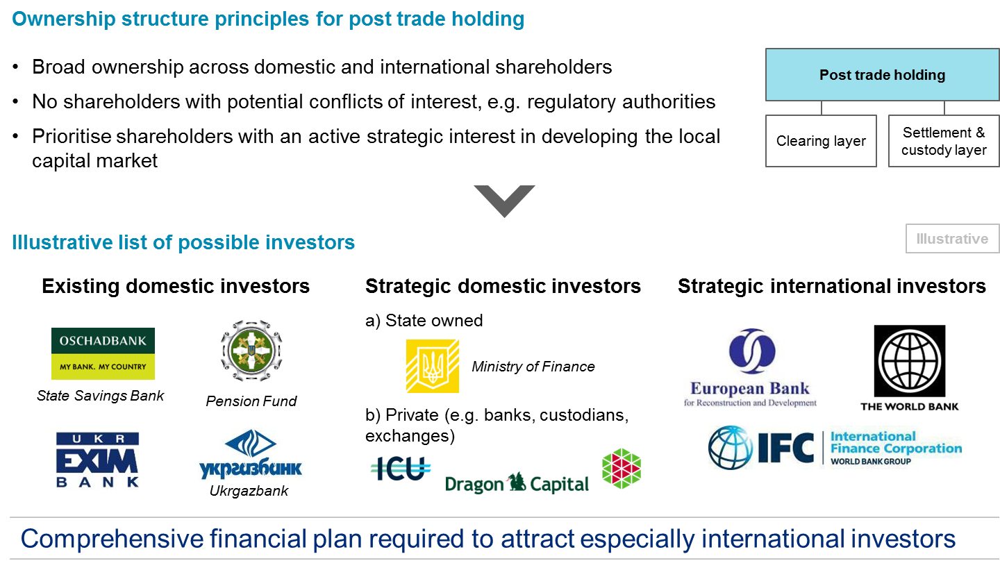 Ownership structure principles for post trade holding
• Broad ownership across domestic and international shareholders
• No shareholders with potential conflicts of interest, e.g. regulatory authorities
• Prioritise shareholders with an active strategic interest in developing the local
capital market
Post trade holding
Clearing layer
Settlement &
custody layer
Illustrative list of possible investors
Illustrative
Existing domestic investors
OSCHADBANK
MY BANK. MY COUNTRY
State Savings Bank
Pension Fund
UKR
EXIM
BANK
укргазбанк
Ukrgazbank
Strategic domestic investors
a) State owned
Ministry of Finance
b) Private (e.g. banks, custodians,
exchanges)
ICU
Dragon Capital
Strategic international investors
European Bank
for Reconstruction and Development
THE WORLD BANK
IFC
International
Finance Corporation
WORLD BANK GROUP
Comprehensive financial plan required to attract especially international investors